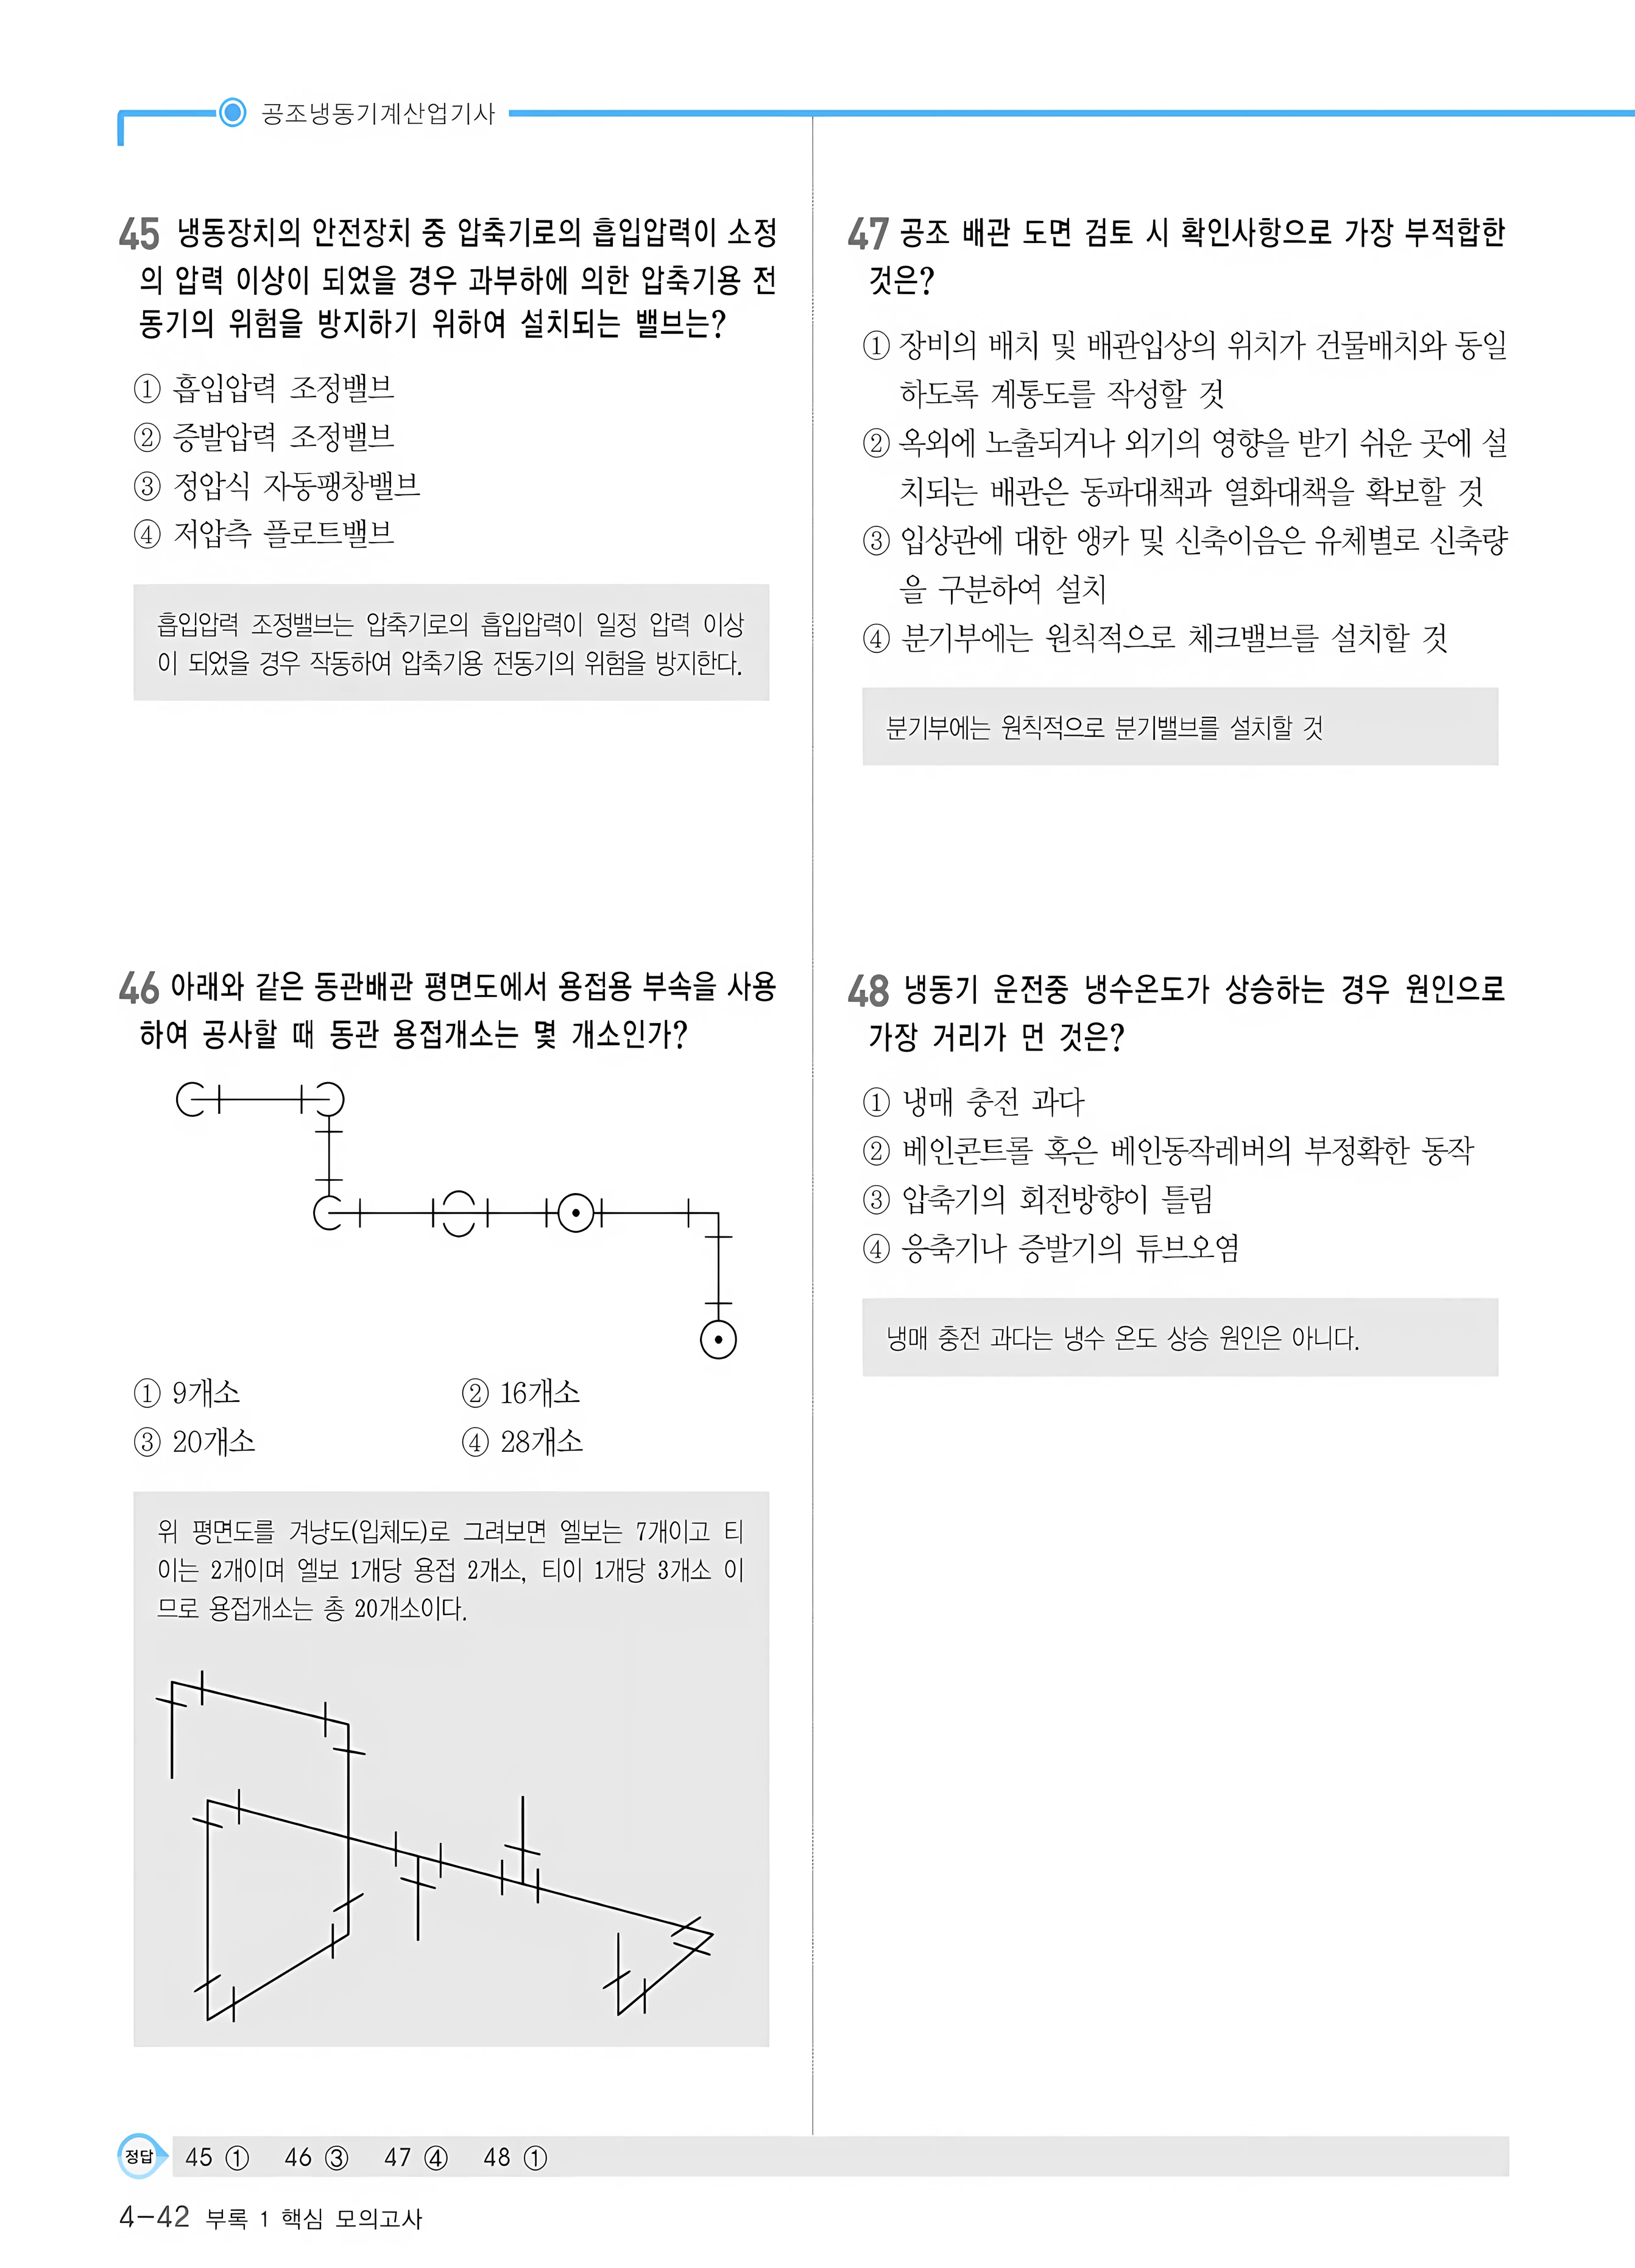 공조냉동기계산업기사
45 냉동장치의 안전장치 중 압축기로의 흡입압력이 소정
의 압력 이상이 되었을 경우 과부하에 의한 압축기용 전
동기의 위험을 방지하기 위하여 설치되는 밸브는?
① 흡입압력 조정밸브
② 증발압력 조정밸브
③ 정압식 자동팽창밸브
④ 저압측 플로트밸브
흡입압력 조정밸브는 압축기로의 흡입압력이 일정 압력 이상
이 되었을 경우 작동하여 압축기용 전동기의 위험을 방지한다.
46 아래와 같은 동관배관 평면도에서 용접용 부속을 사용
하여 공사할 때 동관 용접개소는 몇 개소인가?
① 9개소 ② 16개소
③ 20개소 ④ 28개소
위 평면도를 겨냥도(입체도)로 그려보면 엘보는 7개이고 티
이는 2개이며 엘보 1개당 용접 2개소, 티이 1개당 3개소 이
므로 용접개소는 총 20개소이다.
47 공조 배관 도면 검토 시 확인사항으로 가장 부적합한
것은?
① 장비의 배치 및 배관입상의 위치가 건물배치와 동일
하도록 계통도를 작성할 것
② 옥외에 노출되거나 외기의 영향을 받기 쉬운 곳에 설
치되는 배관은 동파대책과 열화대책을 확보할 것
③ 입상관에 대한 앵카 및 신축이음은 유체별로 신축량
을 구분하여 설치
④ 분기부에는 원칙적으로 체크밸브를 설치할 것
분기부에는 원칙적으로 분기밸브를 설치할 것
48 냉동기 운전중 냉수온도가 상승하는 경우 원인으로
가장 거리가 먼 것은?
① 냉매 충전 과다
② 베인콘트롤 혹은 베인동작레버의 부정확한 동작
③ 압축기의 회전방향이 틀림
④ 응축기나 증발기의 튜브오염
냉매 충전 과다는 냉수 온도 상승 원인은 아니다.
정답 45 ① 46 ③ 47 ④ 48 ①
4-42 부록 1 핵심 모의고사